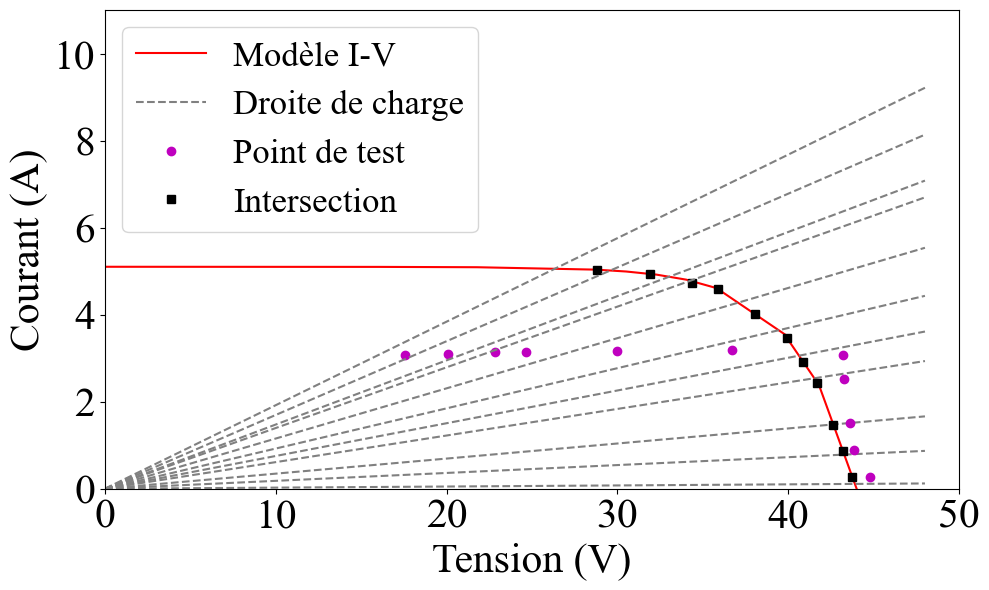 Courant (A)
10
8
6
4
2
0
Modèle I-V
Droite de charge
Point de test
Intersection
0 10 20 30 40 50
Tension (V)